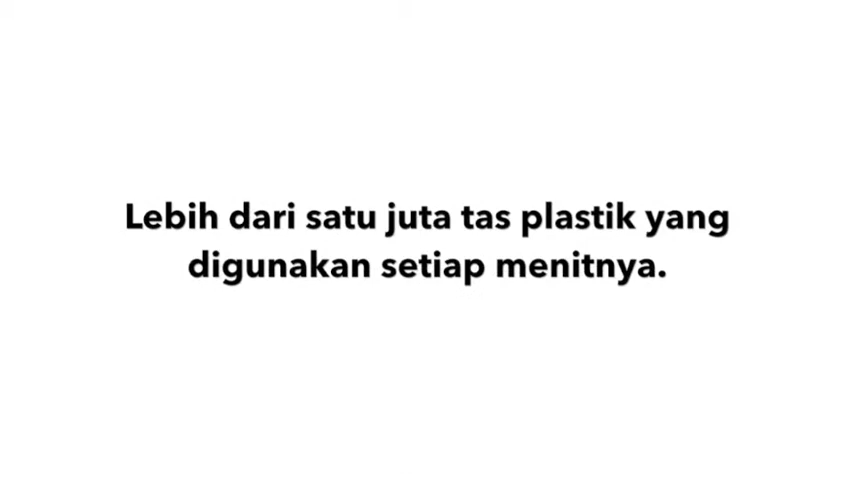 Lebih dari satu juta tas plastik yang
digunakan setiap menitnya.